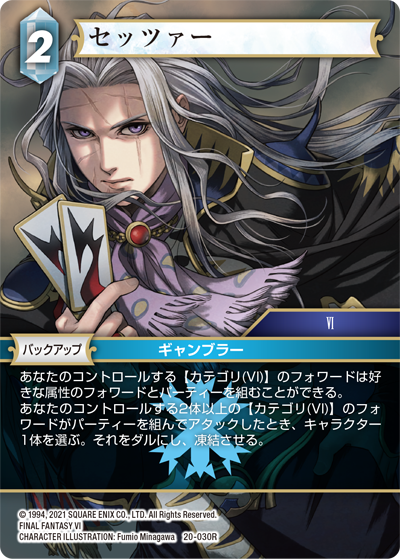 2
セッツァー
VI
バックアップ
ギャンブラー
あなたのコントロールする【カテゴリ(VI)】のフォワードは好
きな属性のフォワードとパーティーを組むことができる。
あなたのコントロールする2体以上の【カテゴリ(VI)】のフォ
ワードがパーティーを組んでアタックしたとき、キャラクター
1体を選ぶ。それをダルにし、凍結させる。
© 1994, 2021 SQUARE ENIX CO., LTD. All Rights Reserved.
FINAL FANTASY VI
CHARACTER ILLUSTRATION: Fumio Minagawa 20-030R